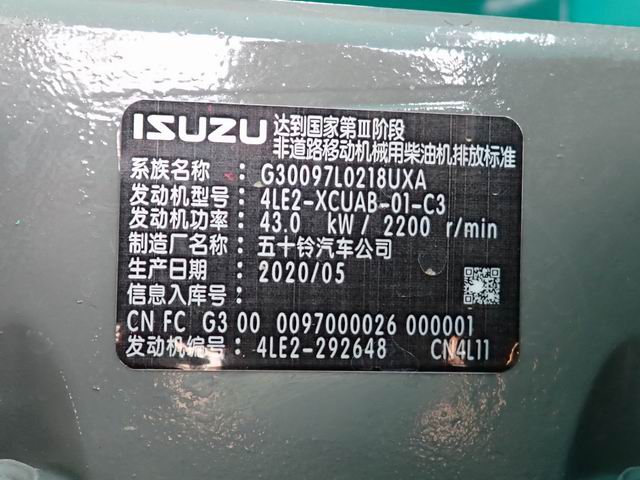 ISUZU 达到国家第Ⅲ阶段
非道路移动机械用柴油机排放标准
系族名称： G30097L0218UXA
发动机型号： 4LE2-XCUAB-01-C3
发动机功率： 43.0 kW / 2200 r/min
制造厂名称： 五十铃汽车公司
生产日期： 2020/05
信息入库号：
CN FC G3 00 0097000026 000001
发动机编号： 4LE2-292648 CN4L11